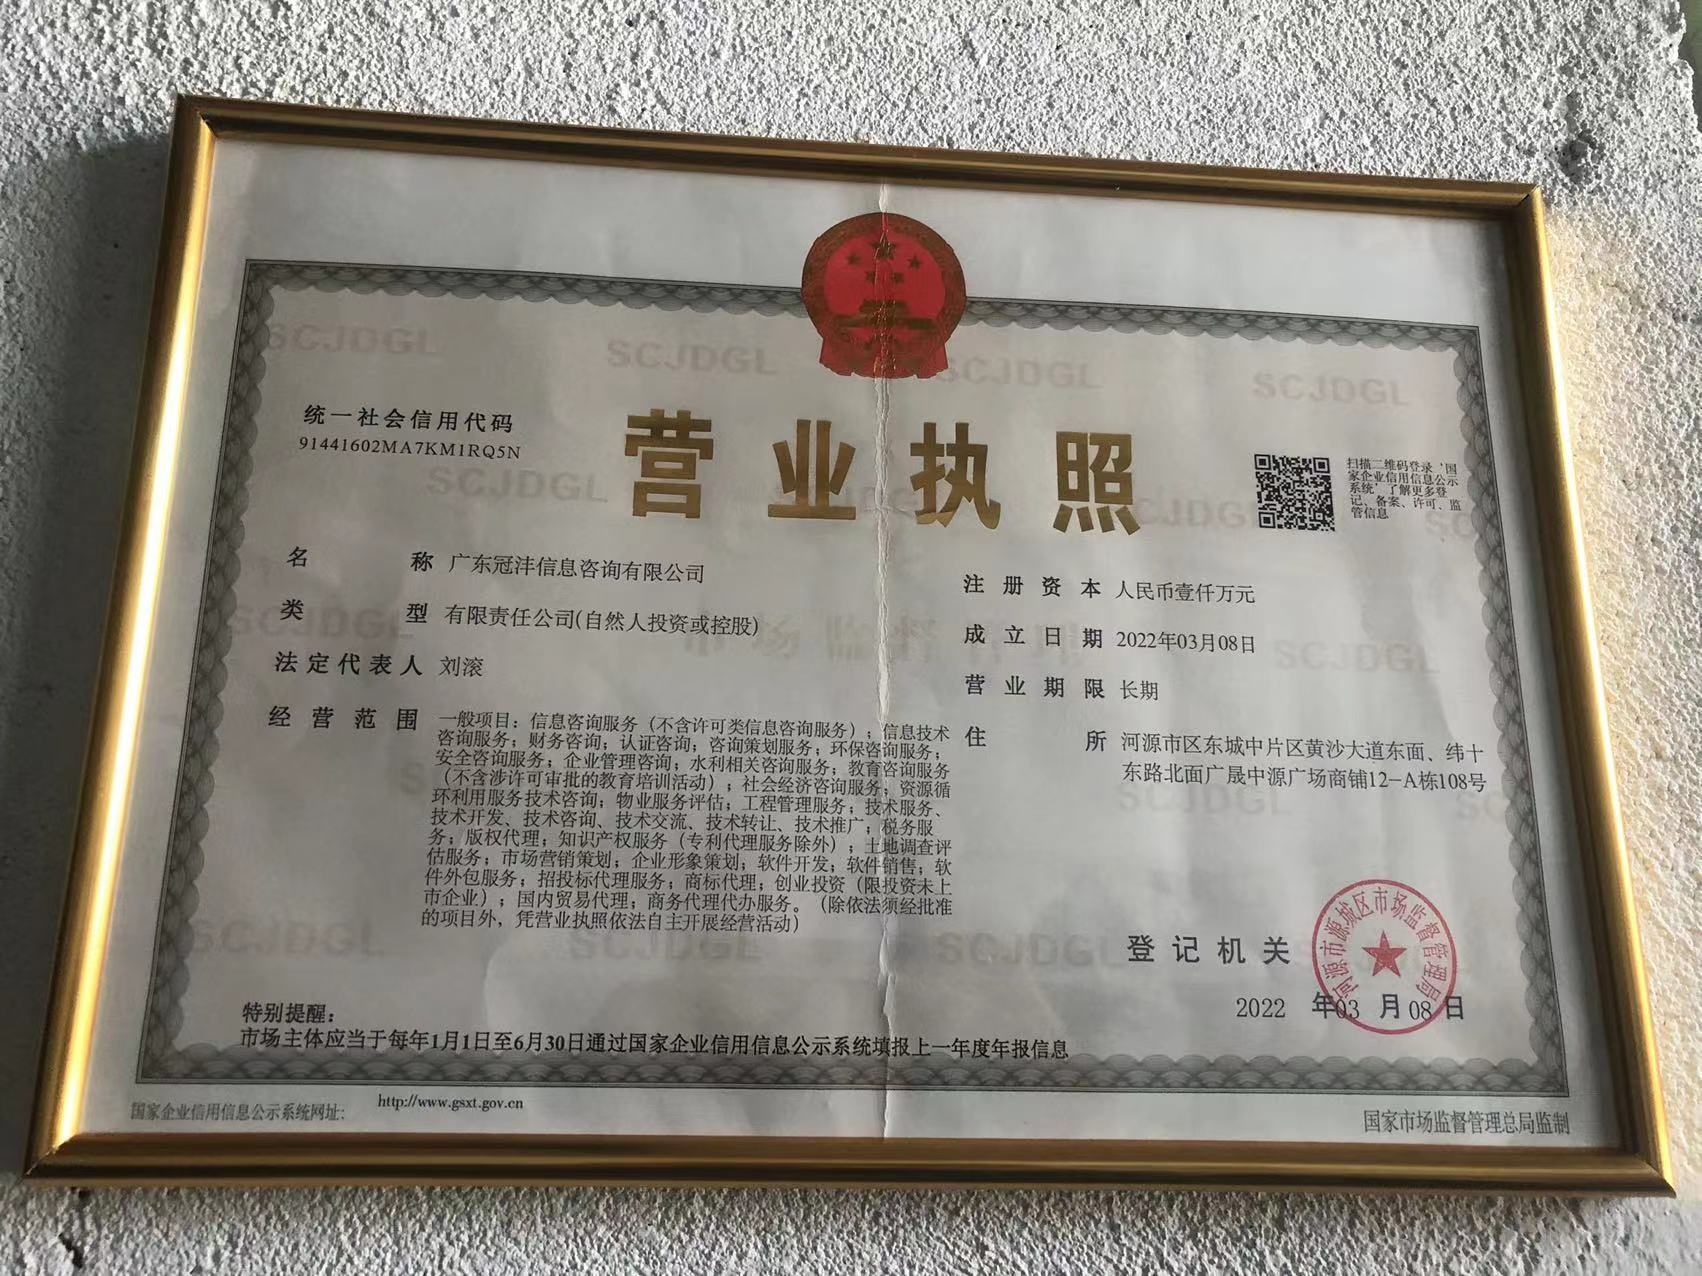 统一社会信用代码
91441602MA7KM1RQ5N
营业执照
扫描二维码登录‘国
家企业信用信息公示
系统’了解更多登
记、备案、许可、监
管信息
名称 广东冠沣信息咨询有限公司
类型 有限责任公司(自然人投资或控股)
法定代表人 刘滚
经营范围 一般项目：信息咨询服务（不含许可类信息咨询服务）；信息技术
咨询服务；财务咨询；认证咨询；咨询策划服务；环保咨询服务；
安全咨询服务；企业管理咨询；水利相关咨询服务；教育咨询服务
（不含涉许可审批的教育培训活动）；社会经济咨询服务；资源循
环利用服务技术咨询；物业服务评估；工程管理服务；技术服务、
技术开发、技术咨询、技术交流、技术转让、技术推广；税务服
务；版权代理；知识产权服务（专利代理服务除外）；土地调查评
估服务；市场营销策划；企业形象策划；软件开发；软件销售；软
件外包服务；招投标代理服务；商标代理；创业投资（限投资未上
市企业）；国内贸易代理；商务代理代办服务。（除依法须经批准
的项目外，凭营业执照依法自主开展经营活动）
注册资本 人民币壹仟万元
成立日期 2022年03月08日
营业期限 长期
住所 河源市区东城中片区黄沙大道东面、纬十
东路北面广晟中源广场商铺12-A栋108号
登记机关
河源市源城区市场监督管理局
2022 年03 月08 日
特别提醒：
市场主体应当于每年1月1日至6月30日通过国家企业信用信息公示系统填报上一年度年报信息
国家企业信用信息公示系统网址： http://www.gsxt.gov.cn
国家市场监督管理总局监制